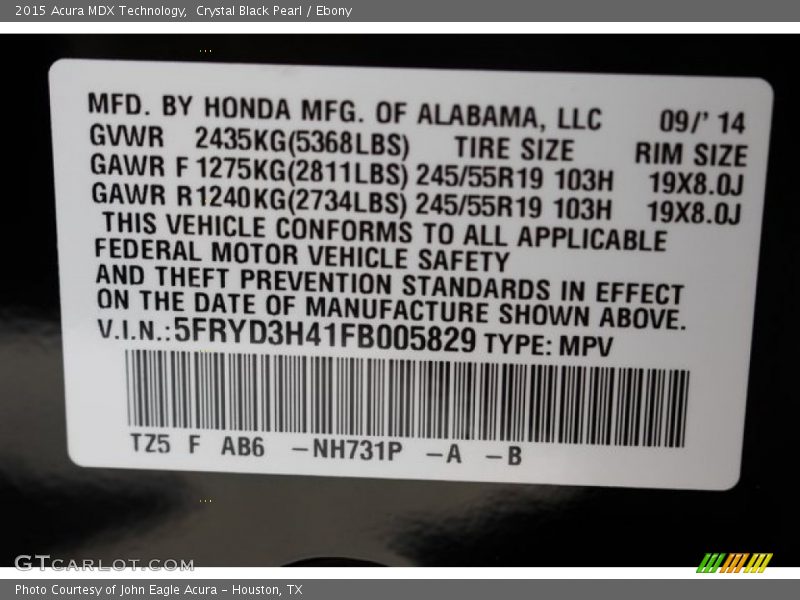 2015 Acura MDX Technology,  Crystal Black Pearl / Ebony
MFD. BY HONDA MFG. OF ALABAMA, LLC 09/' 14
GVWR 2435KG(5368LBS) TIRE SIZE RIM SIZE
GAWR F 1275KG(2811LBS) 245/55R19 103H 19X8.0J
GAWR R 1240KG(2734LBS) 245/55R19 103H 19X8.0J
THIS VEHICLE CONFORMS TO ALL APPLICABLE
FEDERAL MOTOR VEHICLE SAFETY
AND THEFT PREVENTION STANDARDS IN EFFECT
ON THE DATE OF MANUFACTURE SHOWN ABOVE.
V.I.N.: 5FRYD3H41FB005829 TYPE: MPV
TZ5 F AB6 -NH731P -A -B
GTCARLOT.COM
Photo Courtesy of John Eagle Acura - Houston, TX